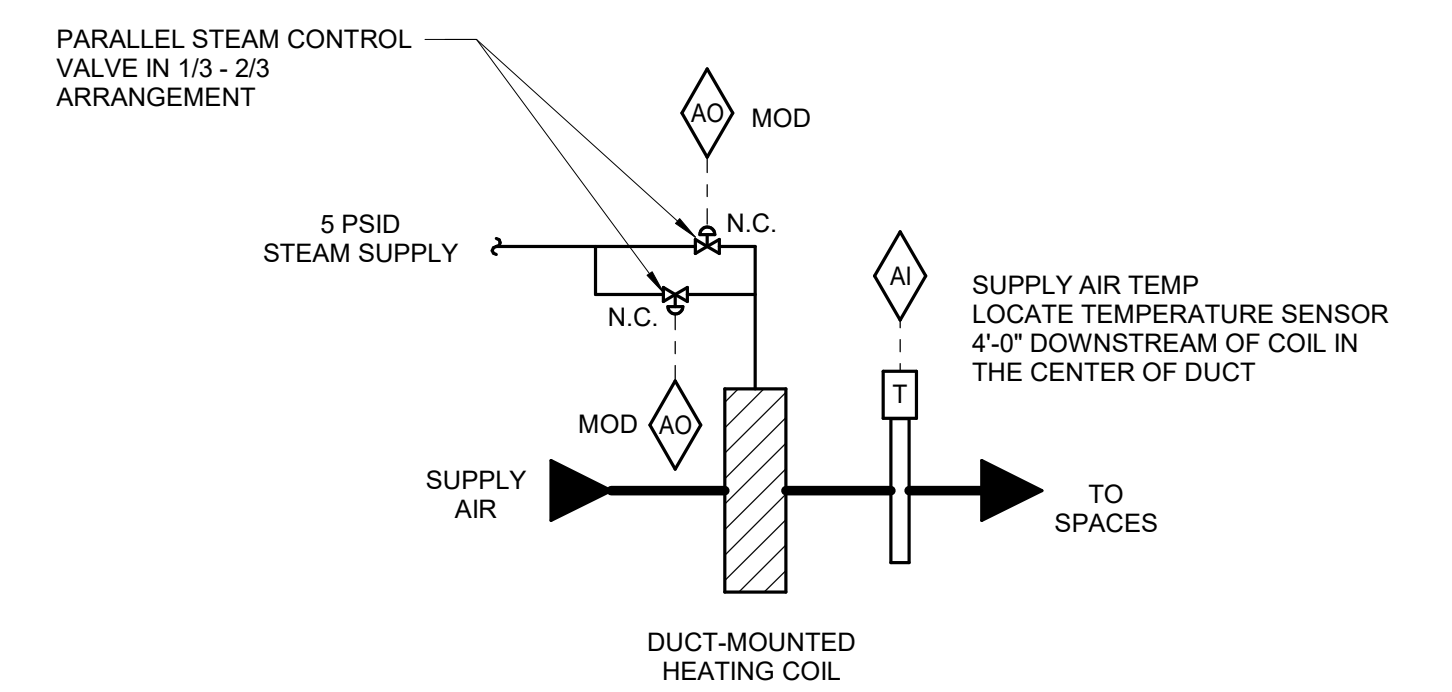 PARALLEL STEAM CONTROL
VALVE IN 1/3 - 2/3
ARRANGEMENT
AO
MOD
5 PSID
STEAM SUPPLY
N.C.
N.C.
AI
SUPPLY AIR TEMP
LOCATE TEMPERATURE SENSOR
4'-0" DOWNSTREAM OF COIL IN
THE CENTER OF DUCT
T
MOD
AO
SUPPLY
AIR
TO
SPACES
DUCT-MOUNTED
HEATING COIL